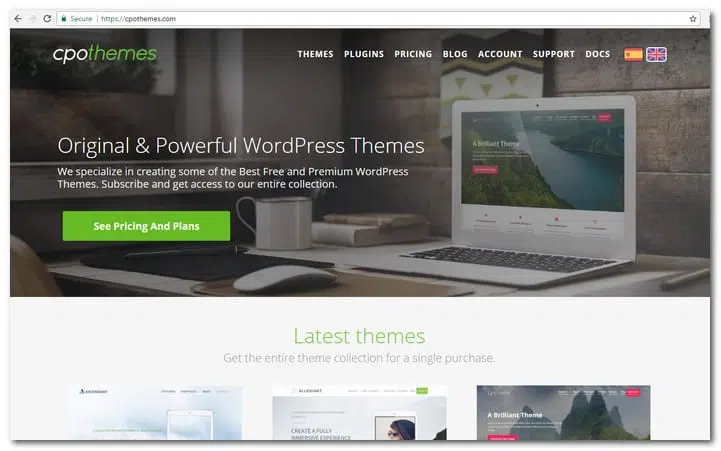 Secure https://cpothemes.com
cpothemes
THEMES PLUGINS PRICING BLOG ACCOUNT SUPPORT DOCS
A Brilliant Theme
Original & Powerful WordPress Themes
We specialize in creating some of the Best Free and Premium WordPress
Themes. Subscribe and get access to our entire collection.
See Pricing And Plans
Latest themes
Get the entire theme collection for a single purchase.
ASCENDANT
ALLEGIANT
CREATE A FULLY
IMMERSIVE EXPERIENCE
A Brilliant Theme